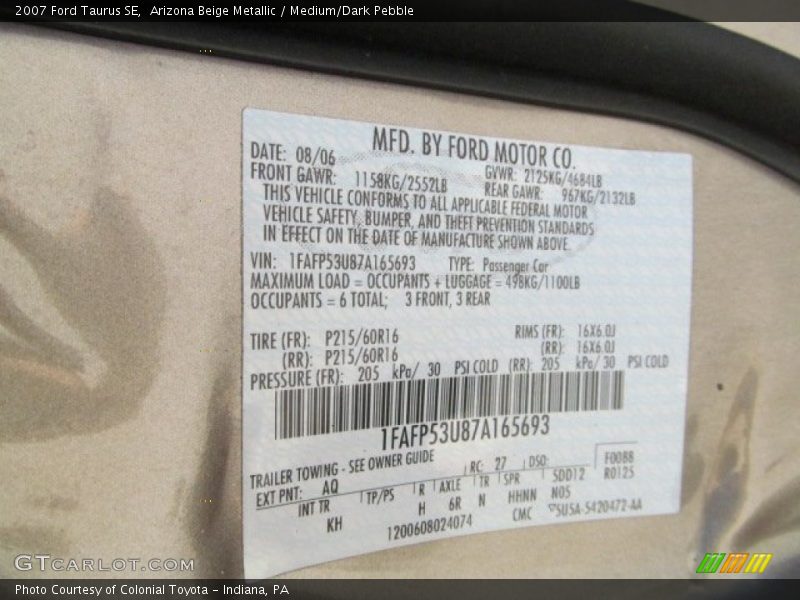 2007 Ford Taurus SE,  Arizona Beige Metallic / Medium/Dark Pebble
MFD. BY FORD MOTOR CO.
DATE: 08/06 GVWR: 2125KG/4684LB
FRONT GAWR: 1158KG/2552LB REAR GAWR: 967KG/2132LB
THIS VEHICLE CONFORMS TO ALL APPLICABLE FEDERAL MOTOR
VEHICLE SAFETY, BUMPER, AND THEFT PREVENTION STANDARDS
IN EFFECT ON THE DATE OF MANUFACTURE SHOWN ABOVE.
VIN: 1FAFP53U87A165693 TYPE: Passenger Car
MAXIMUM LOAD = OCCUPANTS + LUGGAGE = 498KG/1100LB
OCCUPANTS = 6 TOTAL; 3 FRONT, 3 REAR
TIRE (FR): P215/60R16 RIMS (FR): 16X6.0J
(RR): P215/60R16 (RR): 16X6.0J
PRESSURE (FR): 205 kPa/ 30 PSI COLD (RR): 205 kPa/ 30 PSI COLD
1FAFP53U87A165693
TRAILER TOWING - SEE OWNER GUIDE RC: 27 DSO: F0088
EXT PNT: AQ R0125
INT TR TP/PS R AXLE TR SPR SDD12
KH H 6R N HHNN N05
1200608024074 CMC 5U5A-5420472-AA
GTCARLOT.COM
Photo Courtesy of Colonial Toyota - Indiana, PA